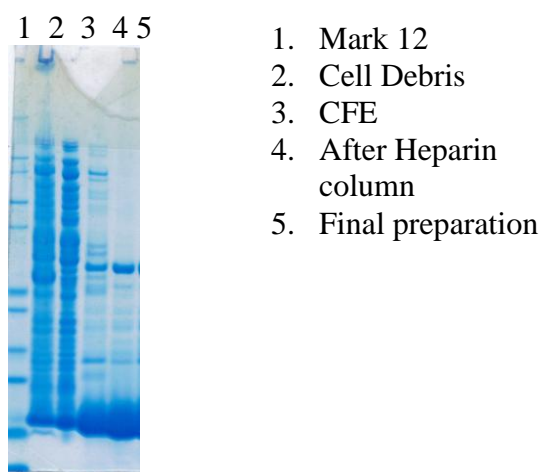 1 2 3 4 5
1. Mark 12
2. Cell Debris
3. CFE
4. After Heparin
column
5. Final preparation